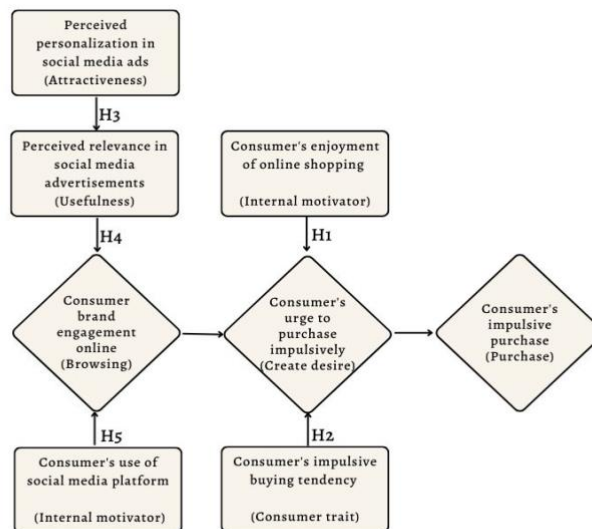 Perceived
personalization in
social media ads
(Attractiveness)
H3
Perceived relevance in
social media
advertisements
(Usefulness)
Consumer's enjoyment
of online shopping
(Internal motivator)
H4
H1
Consumer
brand
engagement
online
(Browsing)
Consumer's
urge to
purchase
impulsively
(Create desire)
Consumer's
impulsive
purchase
(Purchase)
H5
H2
Consumer's use of
social media platform
(Internal motivator)
Consumer's impulsive
buying tendency
(Consumer trait)